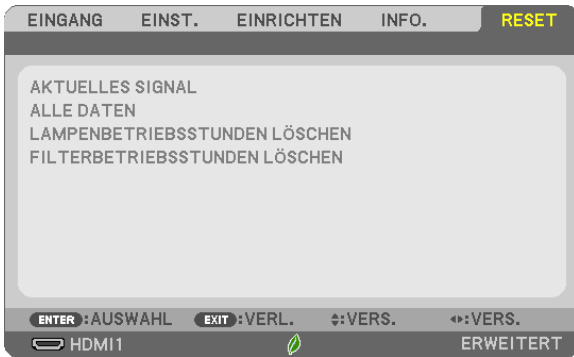 EINGANG EINST. EINRICHTEN INFO. RESET
AKTUELLES SIGNAL
ALLE DATEN
LAMPENBETRIEBSSTUNDEN LÖSCHEN
FILTERBETRIEBSSTUNDEN LÖSCHEN
ENTER :AUSWAHL EXIT :VERL. :VERS. :VERS.
HDMI1 ERWEITERT